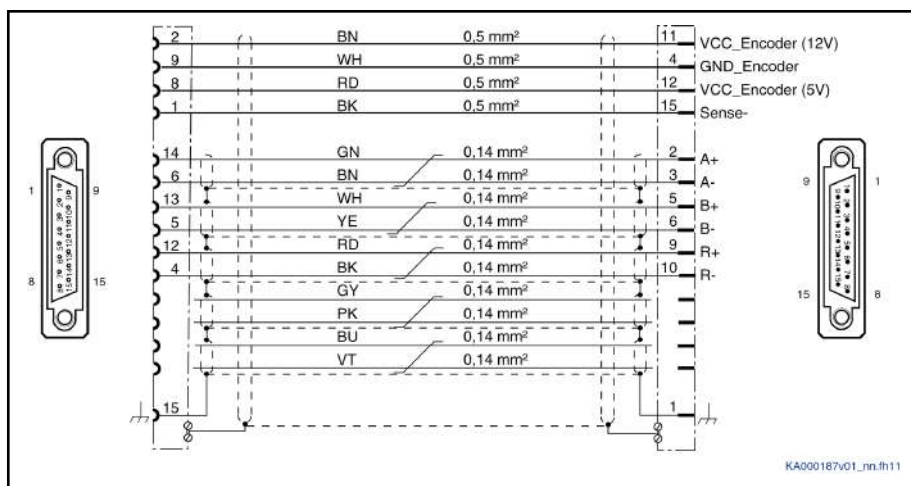 2 BN 0,5 mm² 11 VCC_Encoder (12V)
9 WH 0,5 mm² 4 GND_Encoder
8 RD 0,5 mm² 12 VCC_Encoder (5V)
1 BK 0,5 mm² 15 Sense-
14 GN 0,14 mm² 2 A+
6 BN 0,14 mm² 3 A-
13 WH 0,14 mm² 5 B+
5 YE 0,14 mm² 6 B-
12 RD 0,14 mm² 9 R+
4 BK 0,14 mm² 10 R-
GY 0,14 mm²
PK 0,14 mm²
BU 0,14 mm²
VT 0,14 mm²
15 1
1 9
8 15
9 1
15 8
KA000187v01_nn.fh11